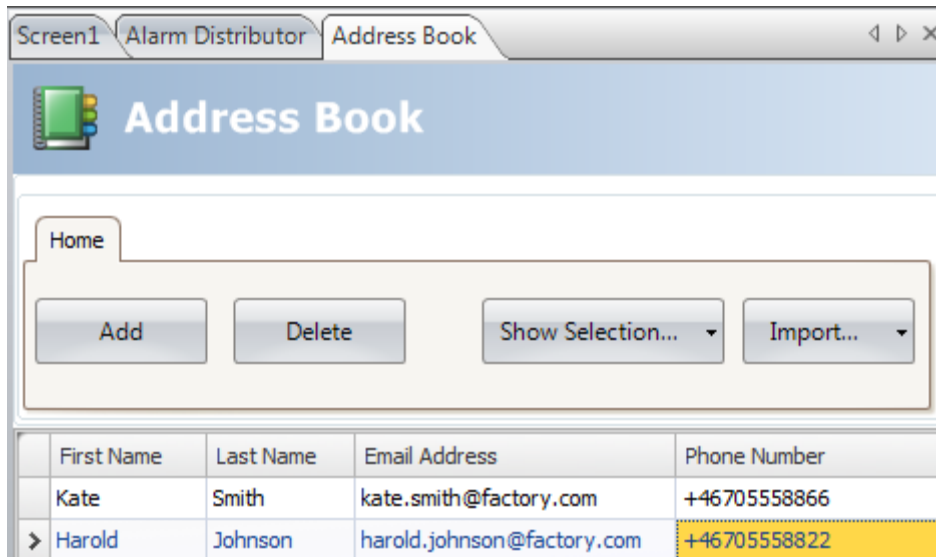 Screen1 Alarm Distributor Address Book
Address Book
Home
Add Delete Show Selection... Import...
First Name Last Name Email Address Phone Number
Kate Smith kate.smith@factory.com +46705558866
Harold Johnson harold.johnson@factory.com +46705558822